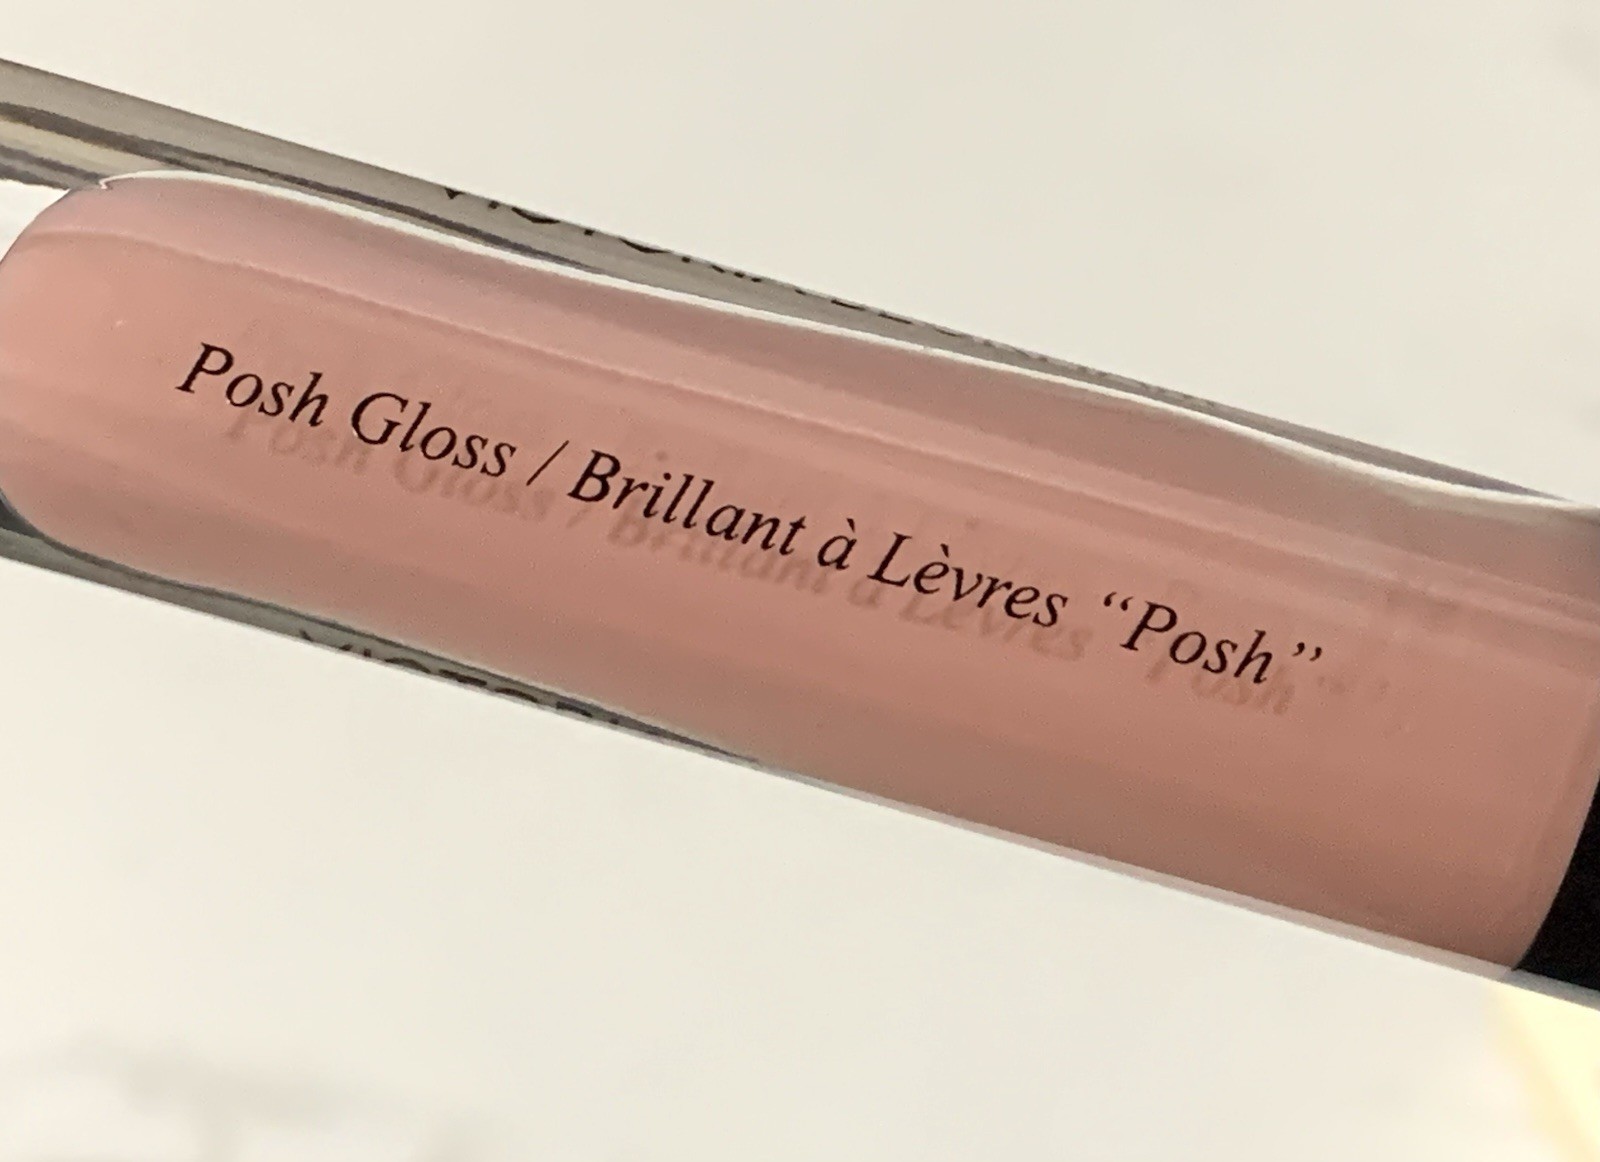 Posh Gloss / Brillant à Lèvres “Posh”